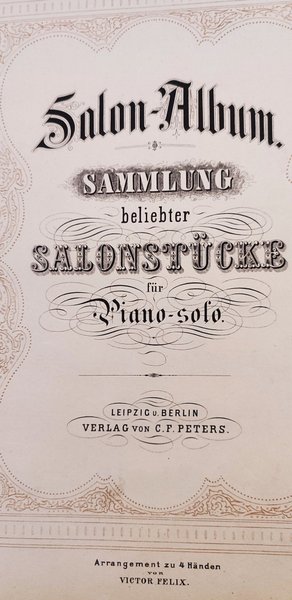 Salon-Album.
SAMMLUNG
beliebter
SALONSTÜCKE
für
Piano-solo.
LEIPZIG U. BERLIN
VERLAG VON C. F. PETERS.
Arrangement zu 4 Händen
von
VICTOR FELIX.